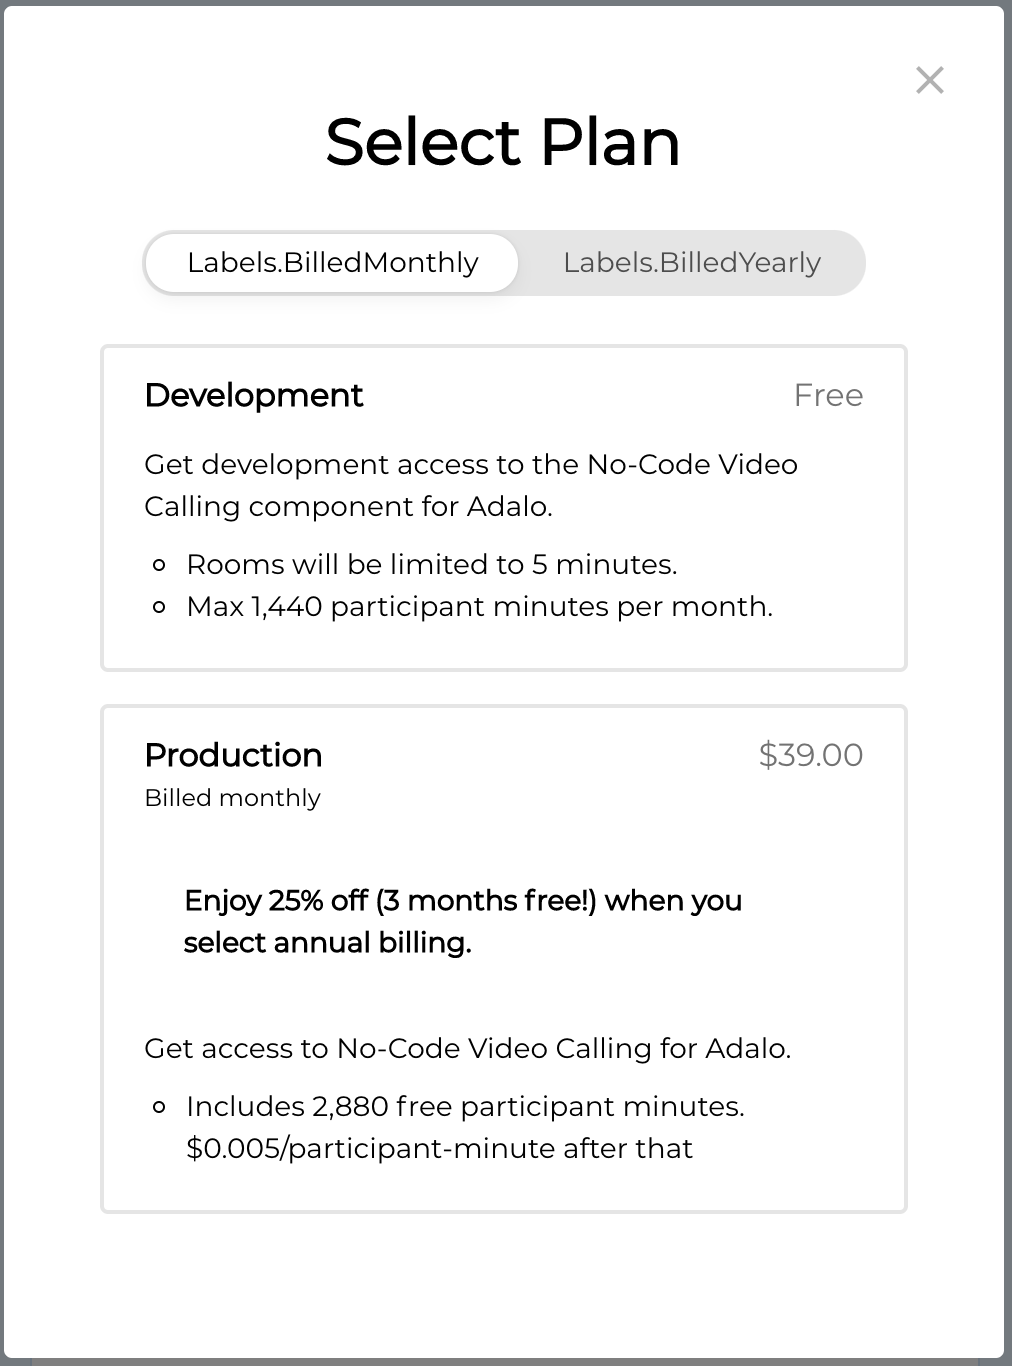 Select Plan
Labels.BilledMonthly
Labels.BilledYearly
Development
Free
Get development access to the No-Code Video
Calling component for Adalo.
Rooms will be limited to 5 minutes.
Max 1,440 participant minutes per month.
Production
$39.00
Billed monthly
Enjoy 25% off (3 months free!) when you
select annual billing.
Get access to No-Code Video Calling for Adalo.
Includes 2,880 free participant minutes.
$0.005/participant-minute after that